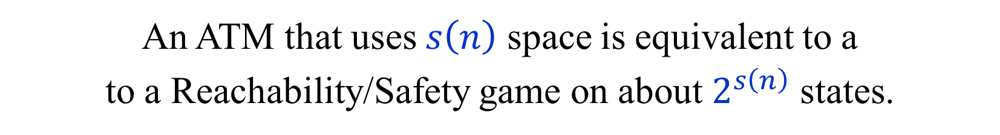 An ATM that uses s(n) space is equivalent to a
to a Reachability/Safety game on about 2^{s(n)} states.